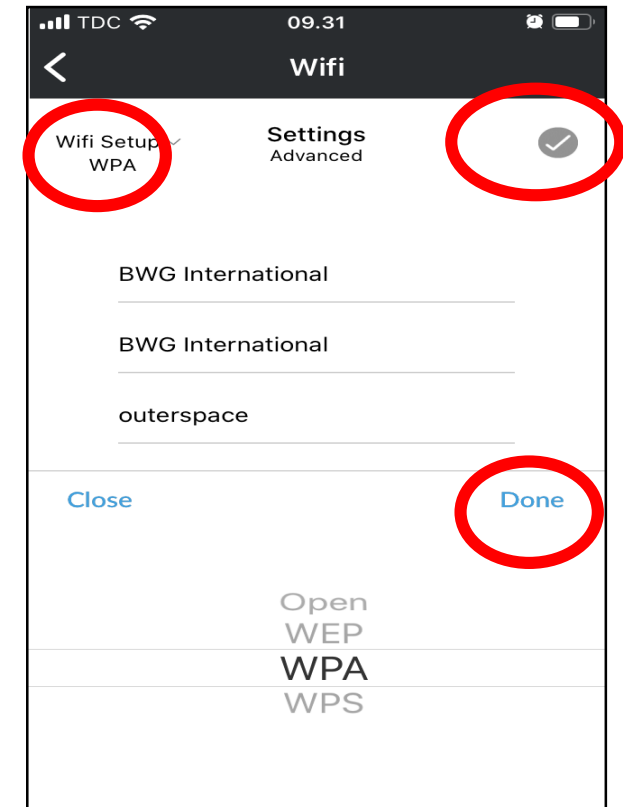 TDC 09.31
Wifi
Wifi Setup Settings
WPA Advanced
BWG International
BWG International
outerspace
Close Done
Open
WEP
WPA
WPS